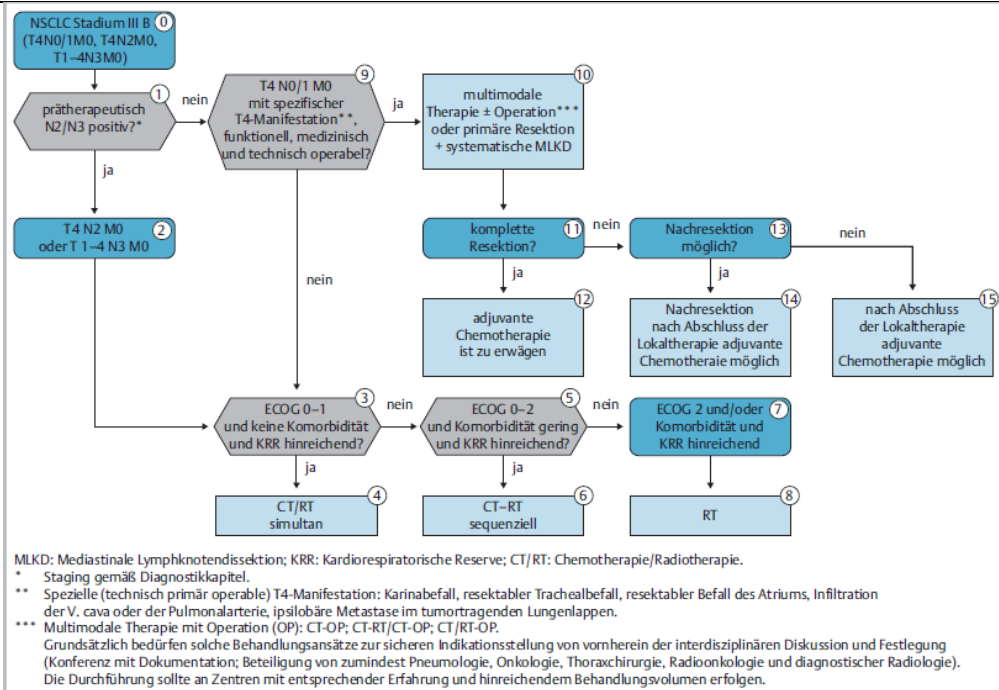 NSCLC Stadium III B
0
(T4N0/1M0, T4N2M0,
T1–4N3M0)
1
prätherapeutisch
N2/N3 positiv?*
nein
9
T4 N0/1 M0
mit spezifischer
T4-Manifestation**,
funktionell, medizinisch
und technisch operabel?
ja
10
multimodale
Therapie ± Operation***
oder primäre Resektion
+ systematische MLKD
ja
2
T4 N2 M0
oder T 1–4 N3 M0
nein
komplette
Resektion?
11
nein
Nachresektion
möglich?
13
nein
ja
12
adjuvante
Chemotherapie
ist zu erwägen
ja
14
Nachresektion
nach Abschluss der
Lokaltherapie adjuvante
Chemotheraie möglich
15
nach Abschluss
der Lokaltherapie
adjuvante
Chemotherapie möglich
3
ECOG 0–1
und keine Komorbidität
und KRR hinreichend?
nein
5
ECOG 0–2
und Komorbidität gering
und KRR hinreichend?
nein
7
ECOG 2 und/oder
Komorbidität und
KRR hinreichend
ja
4
CT/RT
simultan
ja
6
CT–RT
sequenziell
8
RT
MLKD: Mediastinale Lymphknotendissektion; KRR: Kardiorespiratorische Reserve; CT/RT: Chemotherapie/Radiotherapie.
* Staging gemäß Diagnostikkapitel.
** Spezielle (technisch primär operable) T4-Manifestation: Karinabefall, resektabler Trachealbefall, resektabler Befall des Atriums, Infiltration
der V. cava oder der Pulmonalarterie, ipsilobäre Metastase im tumortragenden Lungenlappen.
*** Multimodale Therapie mit Operation (OP): CT-OP; CT-RT/CT-OP; CT/RT-OP.
Grundsätzlich bedürfen solche Behandlungsansätze zur sicheren Indikationsstellung von vornherein der interdisziplinären Diskussion und Festlegung
(Konferenz mit Dokumentation; Beteiligung von zumindest Pneumologie, Onkologie, Thoraxchirurgie, Radioonkologie und diagnostischer Radiologie).
Die Durchführung sollte an Zentren mit entsprechender Erfahrung und hinreichendem Behandlungsvolumen erfolgen.